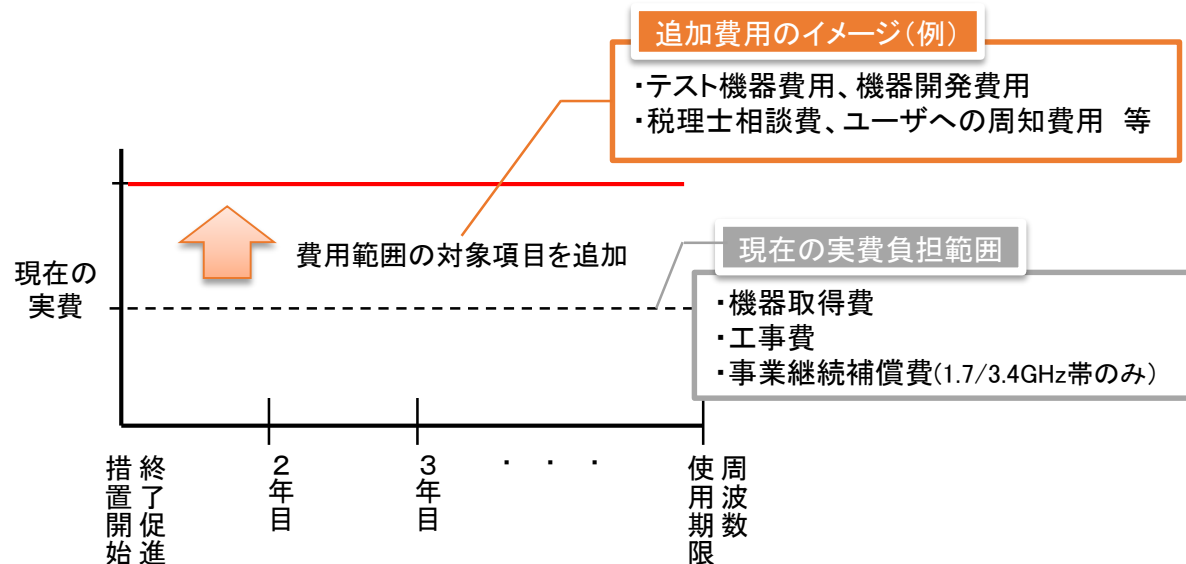 追加費用のイメージ(例)
・テスト機器費用、機器開発費用
・税理士相談費、ユーザへの周知費用　等
費用範囲の対象項目を追加
現在の実費負担範囲
・機器取得費
・工事費
・事業継続補償費(1.7/3.4GHz帯のみ)
現在の
実費
終了促進
措置開始
2年目
3年目
・・・
周波数
使用期限